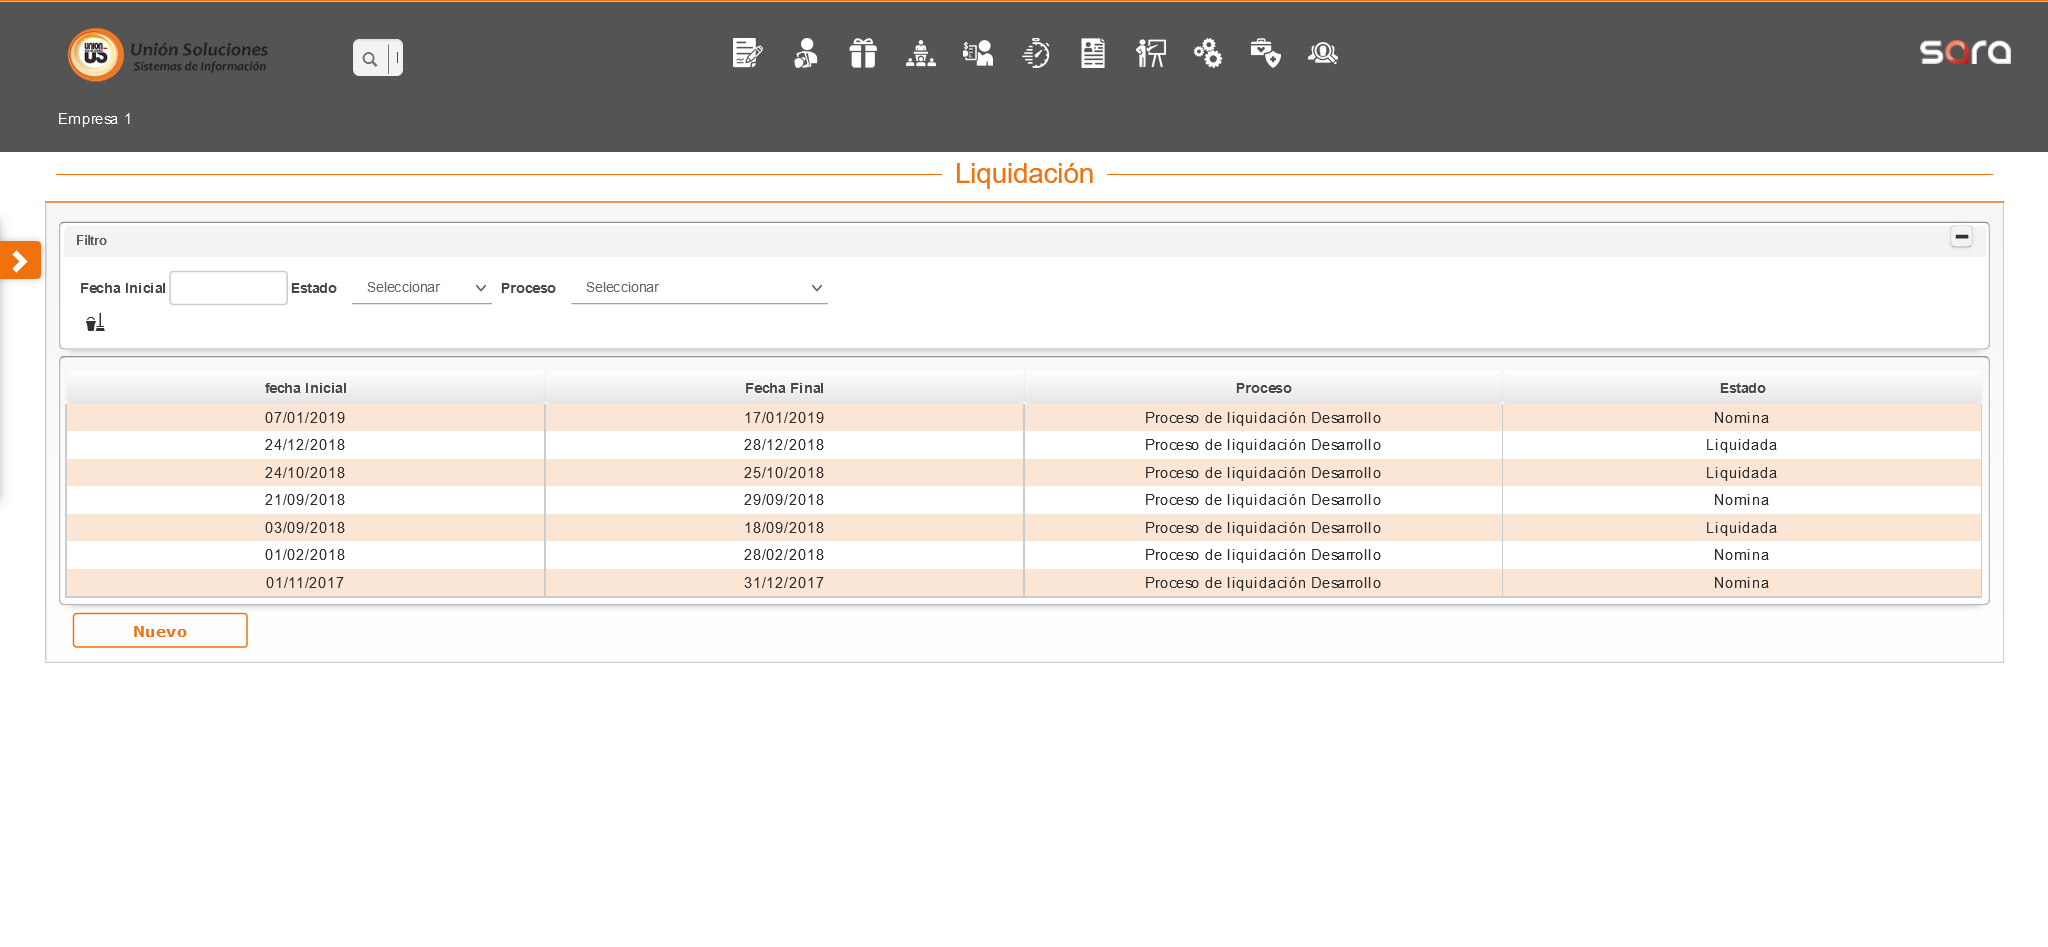 UNION
SOLUCIONES
US
Unión Soluciones
Sistemas de Información
sara
Empresa 1
Liquidación
Filtro
Fecha Inicial Estado Seleccionar Proceso Seleccionar
fecha Inicial Fecha Final Proceso Estado
07/01/2019 17/01/2019 Proceso de liquidación Desarrollo Nomina
24/12/2018 28/12/2018 Proceso de liquidación Desarrollo Liquidada
24/10/2018 25/10/2018 Proceso de liquidación Desarrollo Liquidada
21/09/2018 29/09/2018 Proceso de liquidación Desarrollo Nomina
03/09/2018 18/09/2018 Proceso de liquidación Desarrollo Liquidada
01/02/2018 28/02/2018 Proceso de liquidación Desarrollo Nomina
01/11/2017 31/12/2017 Proceso de liquidación Desarrollo Nomina
Nuevo